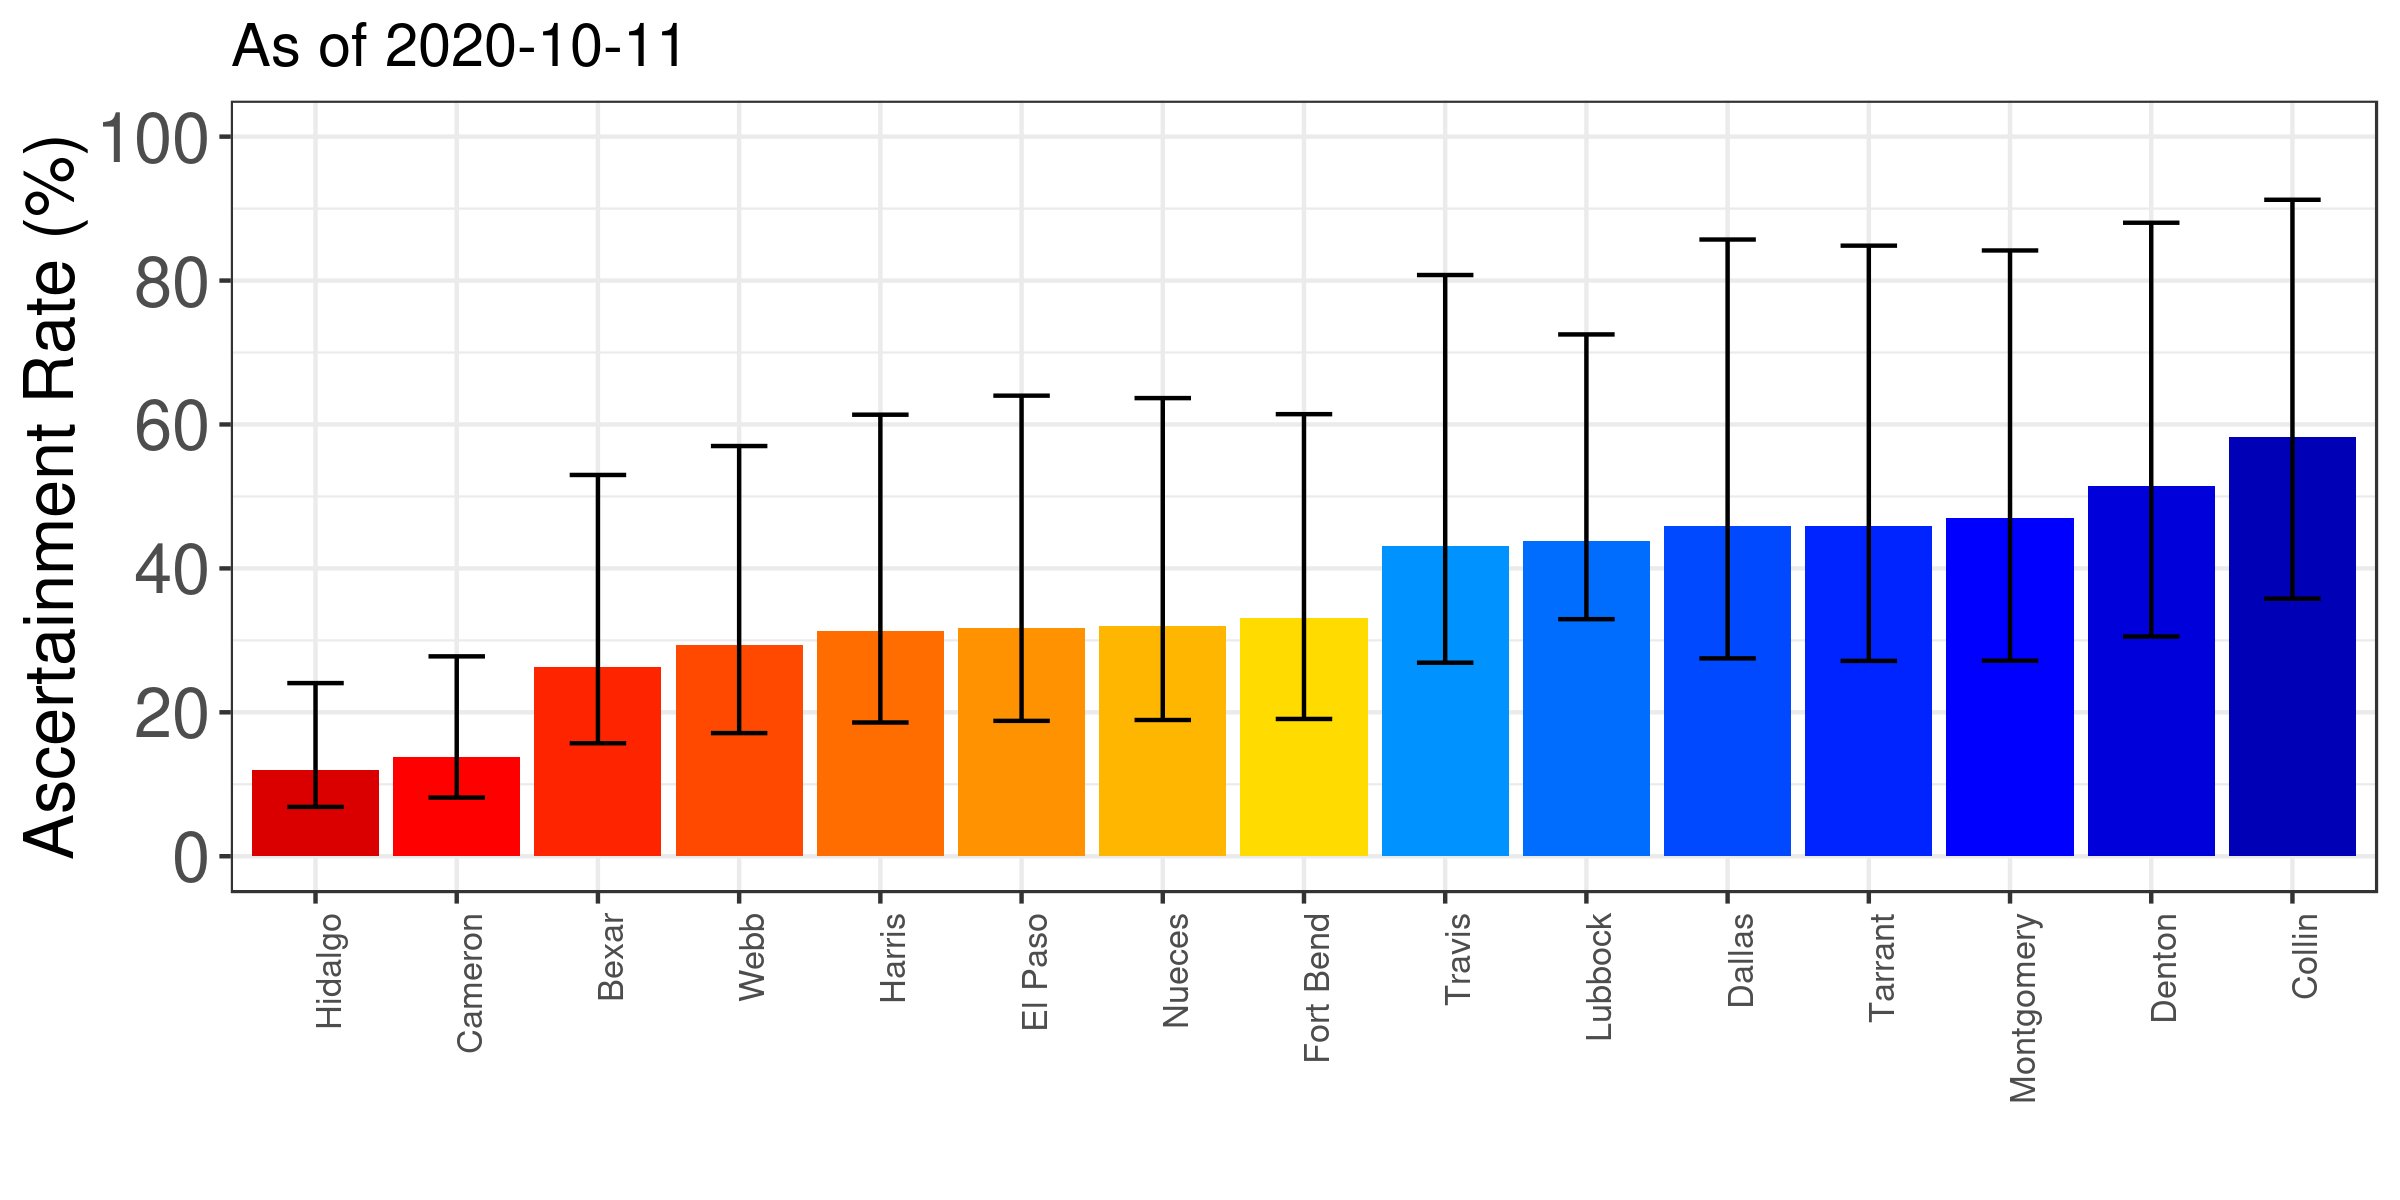 As of 2020-10-11
Ascertainment Rate (%)
100
80
60
40
20
0
Hidalgo
Cameron
Bexar
Webb
Harris
El Paso
Nueces
Fort Bend
Travis
Lubbock
Dallas
Tarrant
Montgomery
Denton
Collin